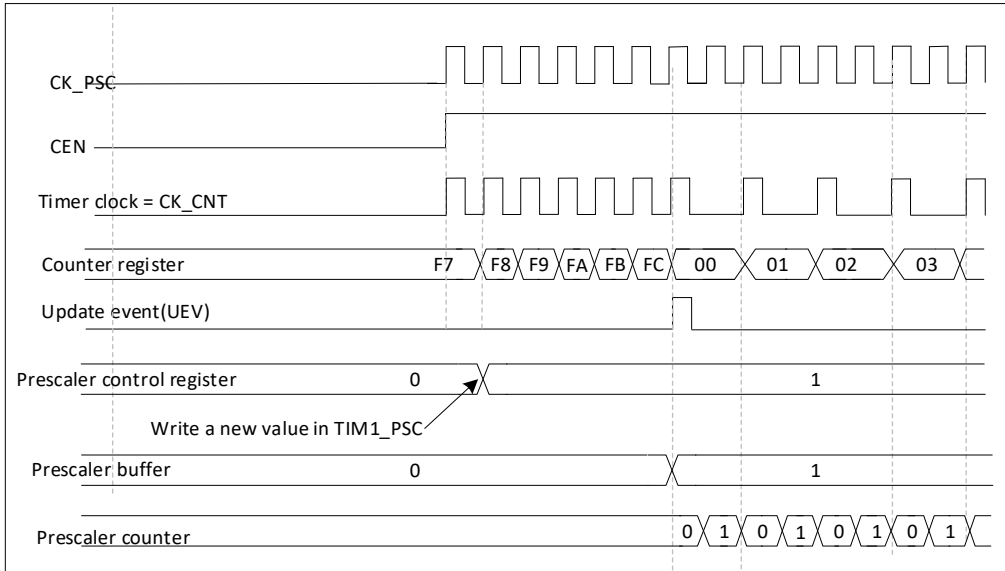 CK_PSC
CEN
Timer clock = CK_CNT
Counter register F7 F8 F9 FA FB FC 00 01 02 03
Update event(UEV)
Prescaler control register 0 1
Write a new value in TIM1_PSC
Prescaler buffer 0 1
Prescaler counter 0 1 0 1 0 1 0 1